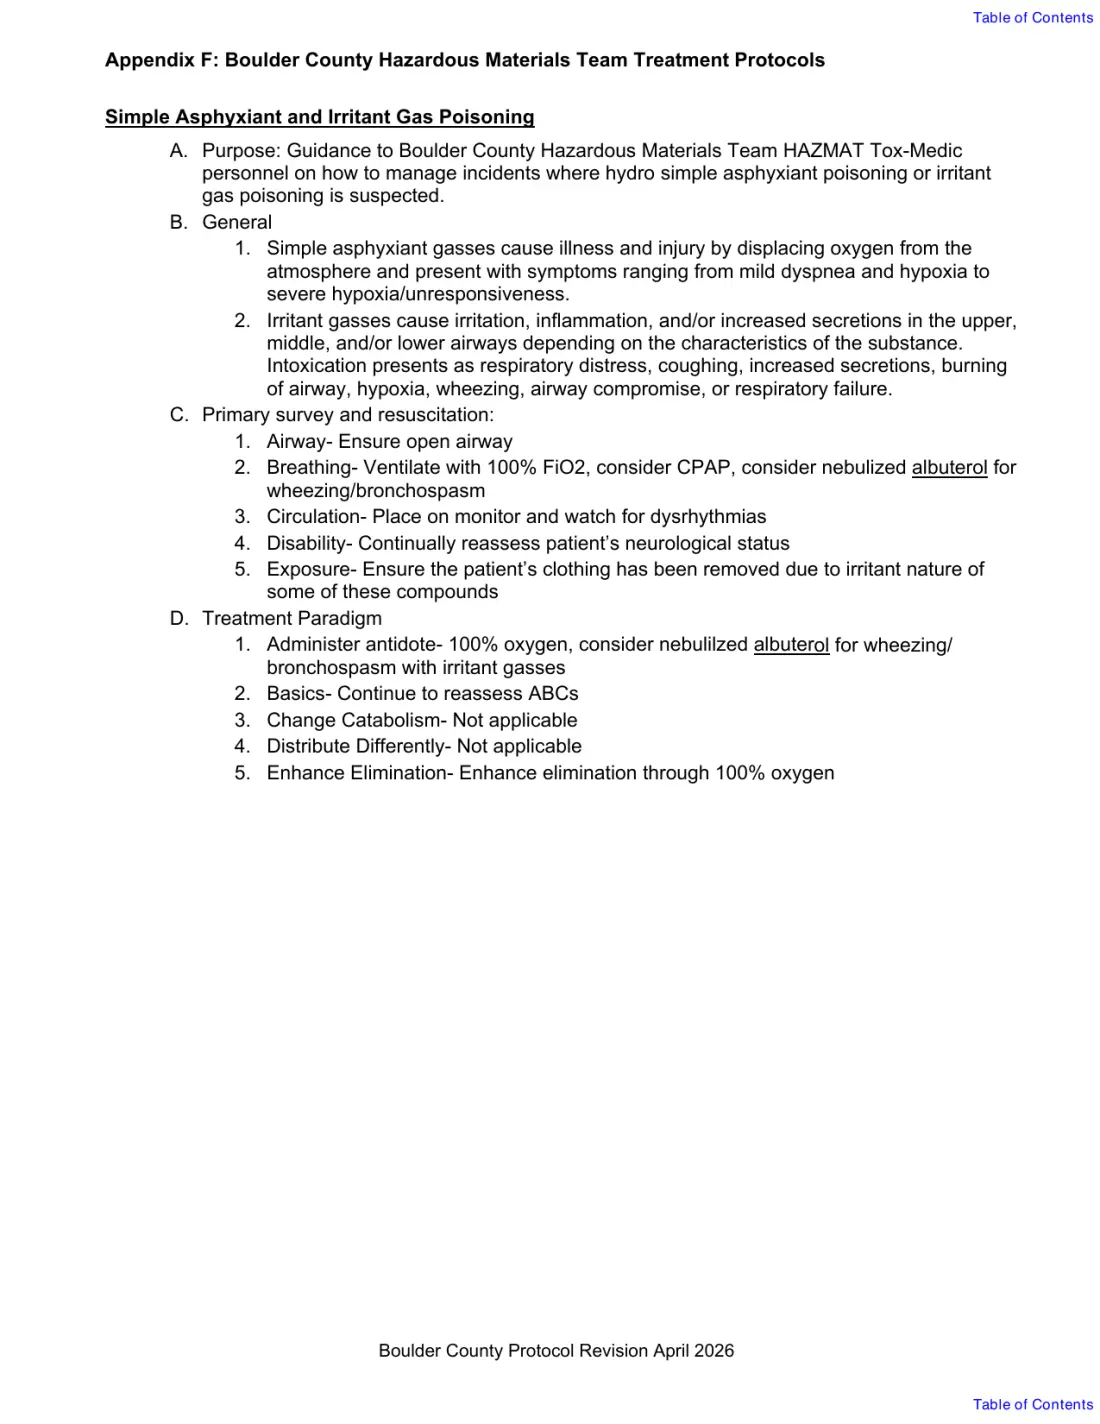 Table of Contents
Appendix F: Boulder County Hazardous Materials Team Treatment Protocols
Simple Asphyxiant and Irritant Gas Poisoning
A. Purpose: Guidance to Boulder County Hazardous Materials Team HAZMAT Tox-Medic
personnel on how to manage incidents where hydro simple asphyxiant poisoning or irritant
gas poisoning is suspected.
B. General
1. Simple asphyxiant gasses cause illness and injury by displacing oxygen from the
atmosphere and present with symptoms ranging from mild dyspnea and hypoxia to
severe hypoxia/unresponsiveness.
2. Irritant gasses cause irritation, inflammation, and/or increased secretions in the upper,
middle, and/or lower airways depending on the characteristics of the substance.
Intoxication presents as respiratory distress, coughing, increased secretions, burning
of airway, hypoxia, wheezing, airway compromise, or respiratory failure.
C. Primary survey and resuscitation:
1. Airway- Ensure open airway
2. Breathing- Ventilate with 100% FiO2, consider CPAP, consider nebulized albuterol for
wheezing/bronchospasm
3. Circulation- Place on monitor and watch for dysrhythmias
4. Disability- Continually reassess patient’s neurological status
5. Exposure- Ensure the patient’s clothing has been removed due to irritant nature of
some of these compounds
D. Treatment Paradigm
1. Administer antidote- 100% oxygen, consider nebulilzed albuterol for wheezing/
bronchospasm with irritant gasses
2. Basics- Continue to reassess ABCs
3. Change Catabolism- Not applicable
4. Distribute Differently- Not applicable
5. Enhance Elimination- Enhance elimination through 100% oxygen
Boulder County Protocol Revision April 2026
Table of Contents